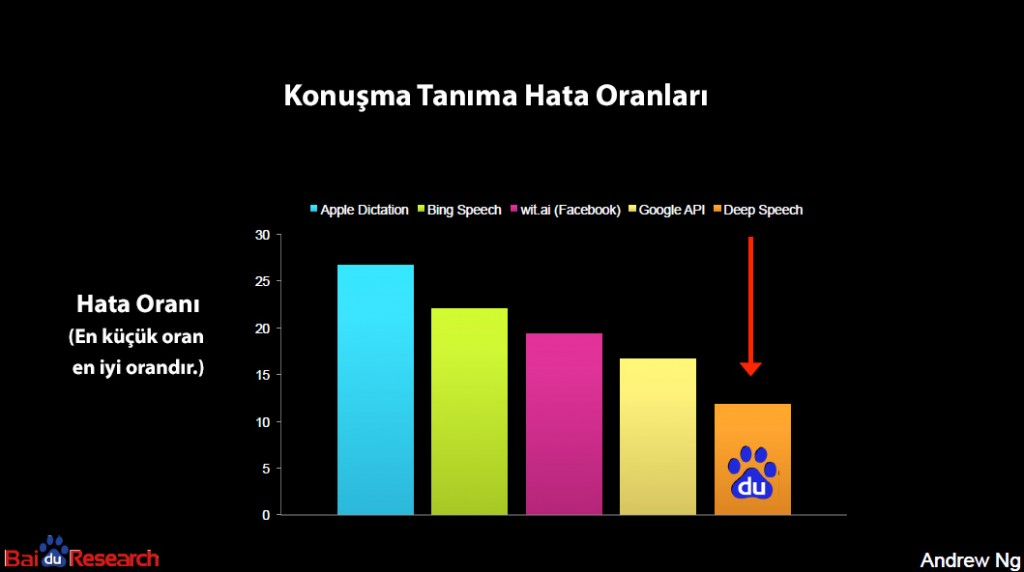 Konuşma Tanıma Hata Oranları
Apple Dictation Bing Speech wit.ai (Facebook) Google API Deep Speech
30
25
20
15
10
5
0
Hata Oranı
(En küçük oran
en iyi orandır.)
du
Bai du Research
Andrew Ng